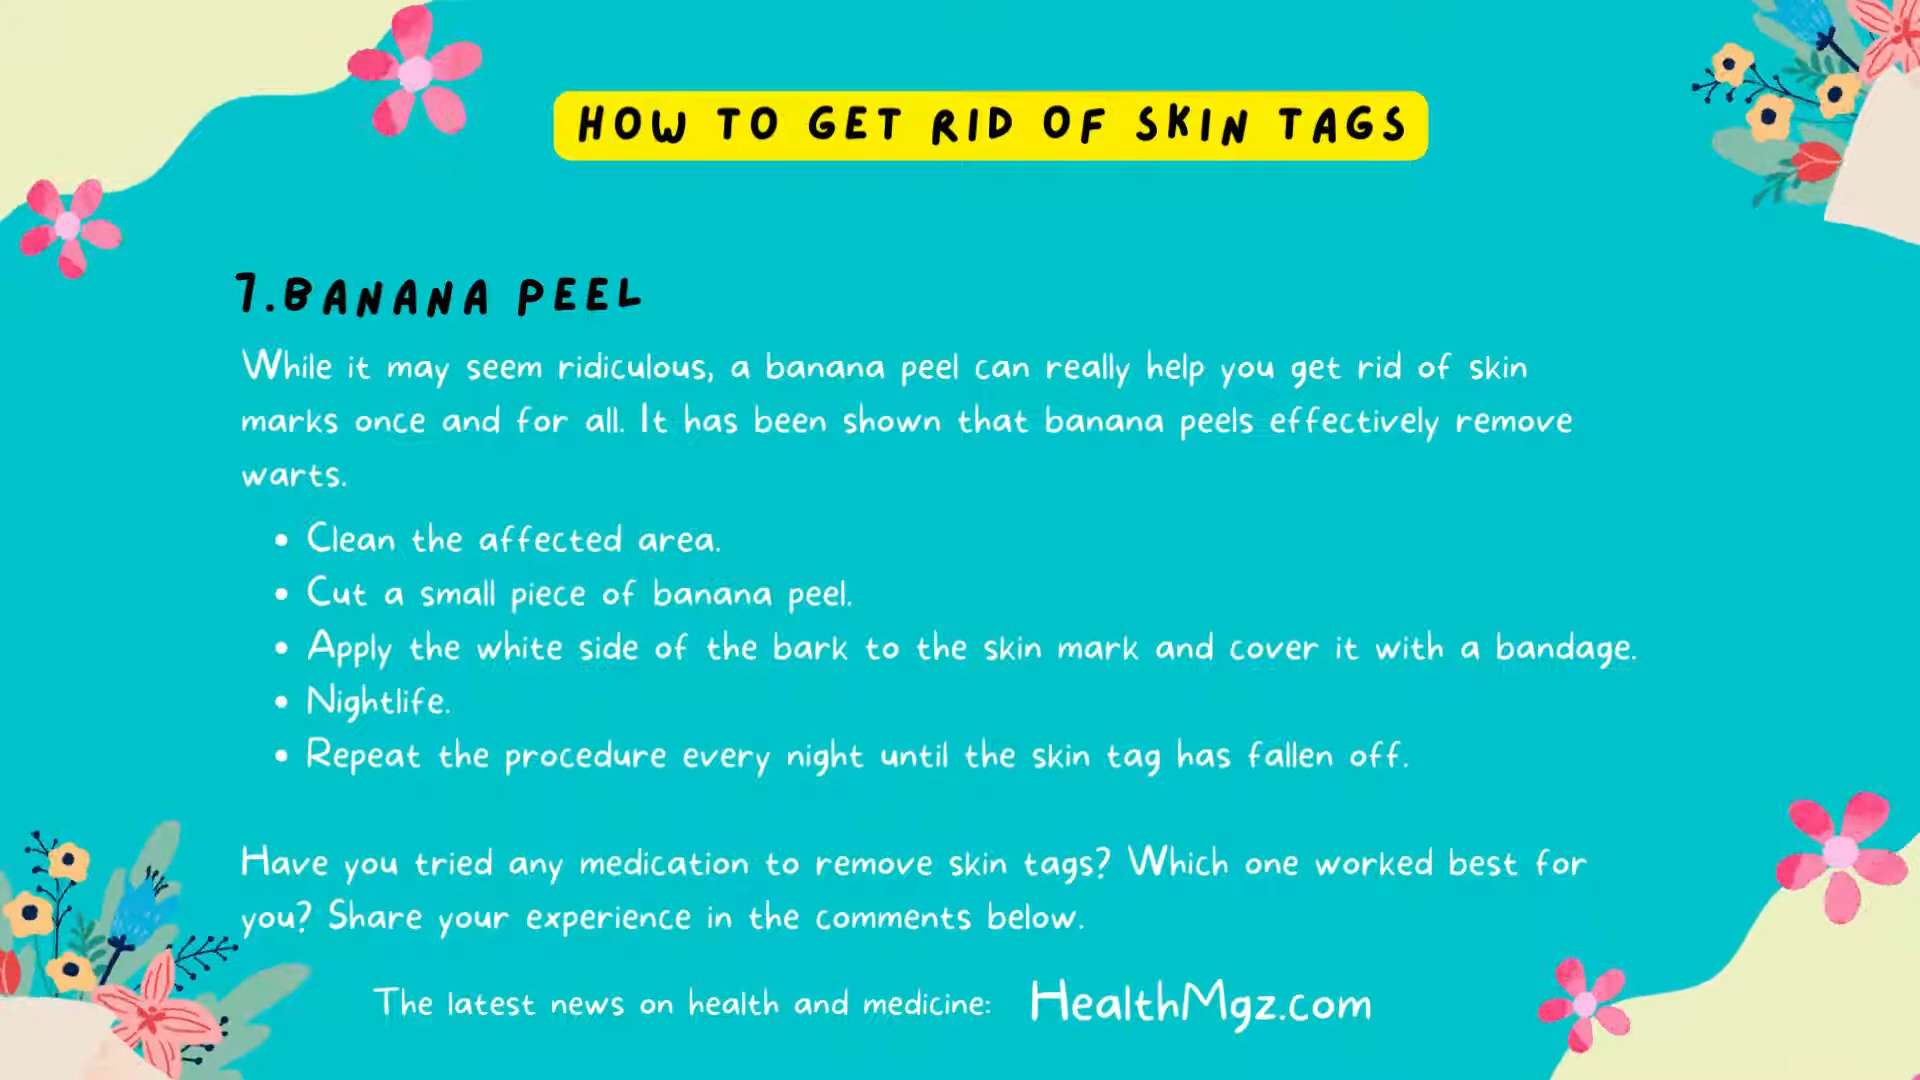 HOW TO GET RID OF SKIN TAGS
7.BANANA PEEL
While it may seem ridiculous, a banana peel can really help you get rid of skin
marks once and for all. It has been shown that banana peels effectively remove
warts.
• Clean the affected area.
• Cut a small piece of banana peel.
• Apply the white side of the bark to the skin mark and cover it with a bandage.
• Nightlife.
• Repeat the procedure every night until the skin tag has fallen off.
Have you tried any medication to remove skin tags? Which one worked best for
you? Share your experience in the comments below.
The latest news on health and medicine: HealthMgz.com